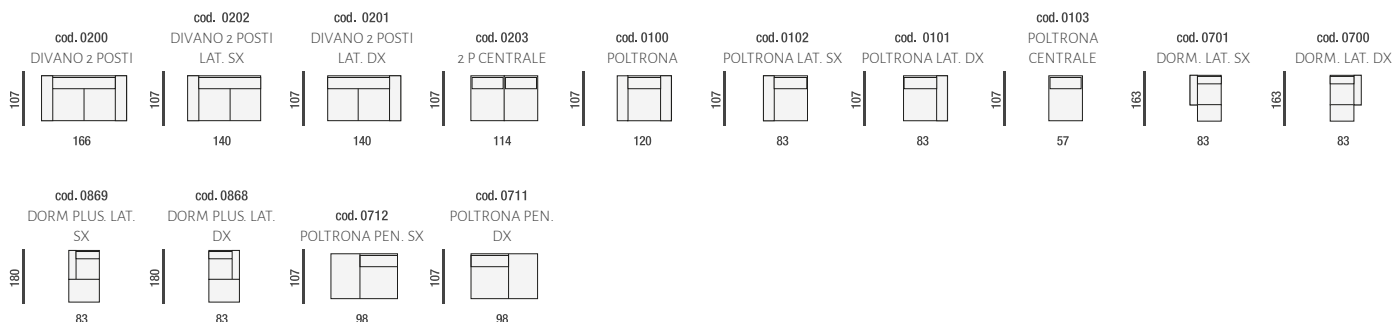 cod. 0200
DIVANO 2 POSTI
107
166
cod. 0202
DIVANO 2 POSTI
LAT. SX
107
140
cod. 0201
DIVANO 2 POSTI
LAT. DX
107
140
cod. 0203
2 P CENTRALE
107
114
cod. 0100
POLTRONA
107
120
cod. 0102
POLTRONA LAT. SX
107
83
cod. 0101
POLTRONA LAT. DX
107
83
cod. 0103
POLTRONA
CENTRALE
107
57
cod. 0701
DORM. LAT. SX
163
83
cod. 0700
DORM. LAT. DX
163
83
cod. 0869
DORM PLUS. LAT.
SX
180
83
cod. 0868
DORM PLUS. LAT.
DX
180
83
cod. 0712
POLTRONA PEN. SX
107
98
cod. 0711
POLTRONA PEN.
DX
107
98